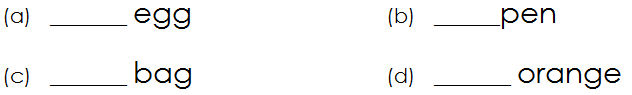 (a) ______ egg (b) _____pen
(c) ______ bag (d) ______ orange